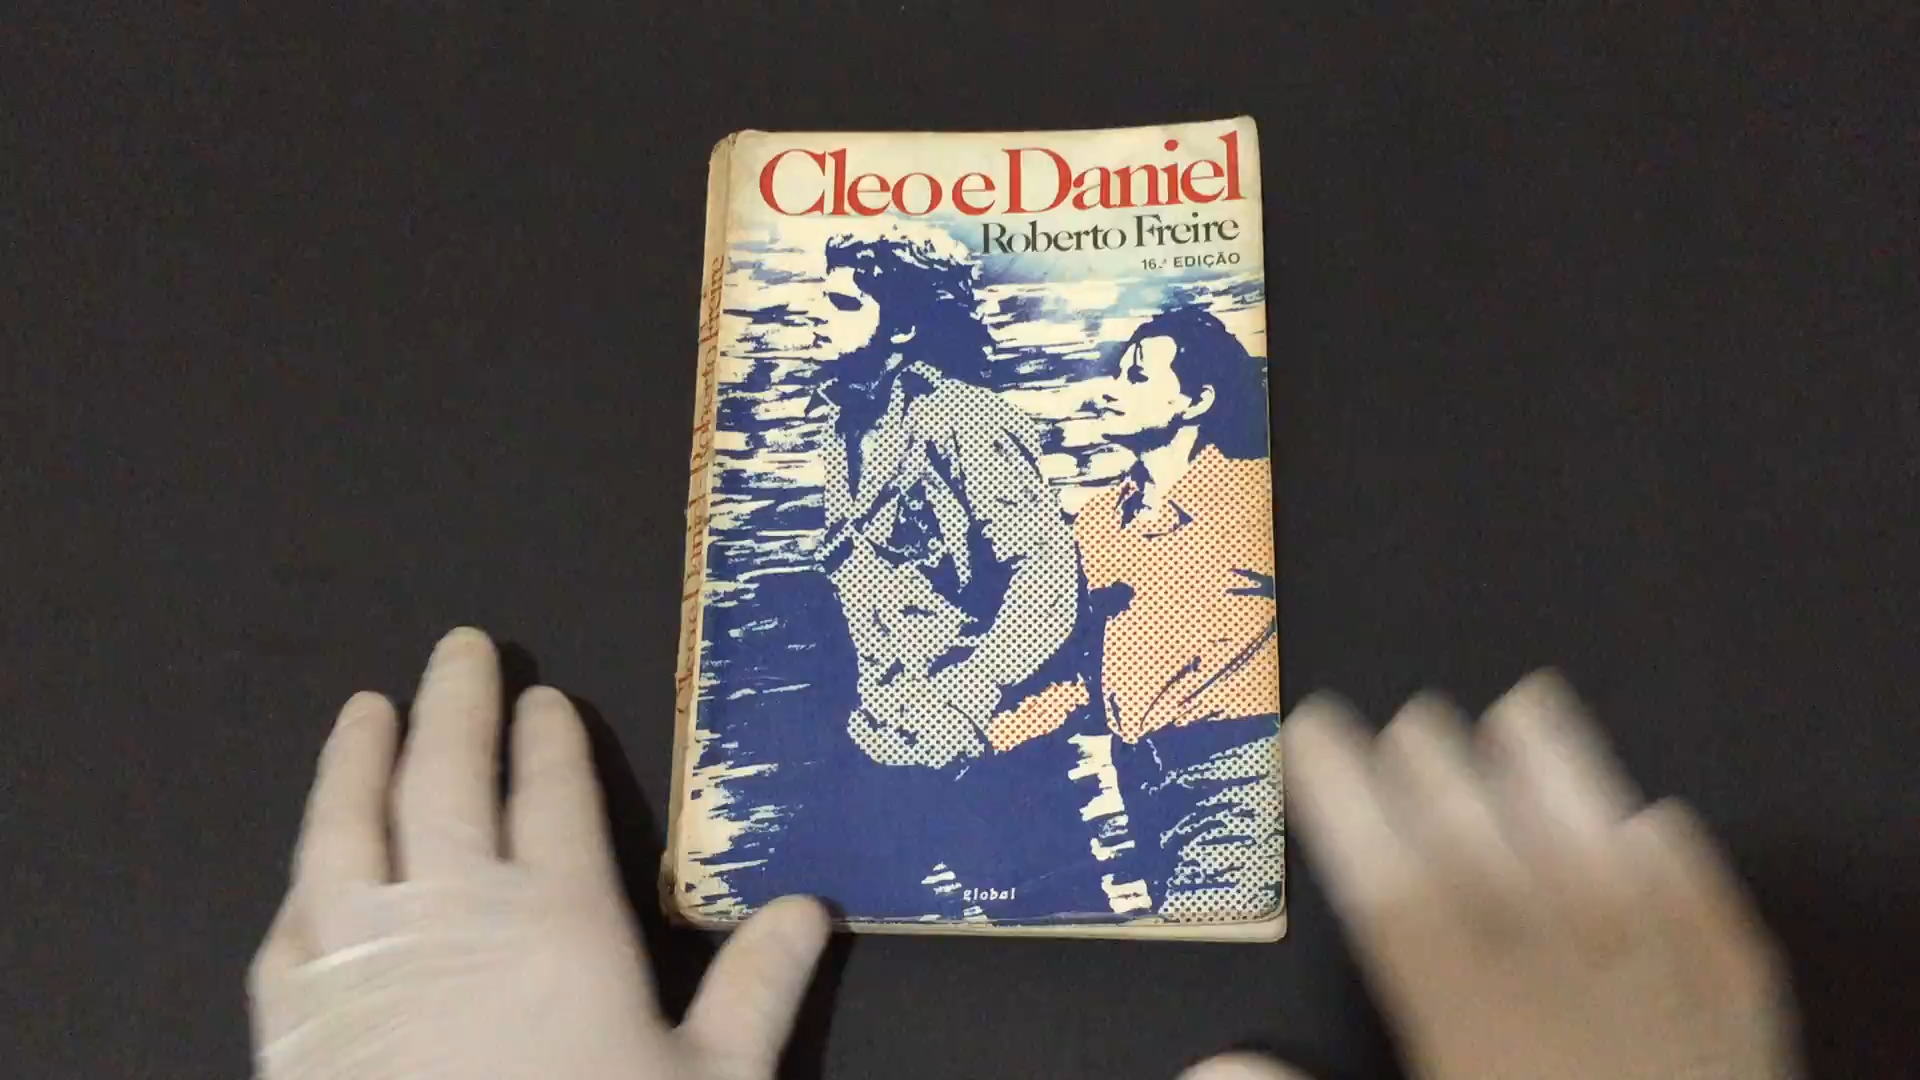 Cleo e Daniel
Roberto Freire
16.ª EDIÇÃO
Cleo e Daniel - Roberto Freire
global